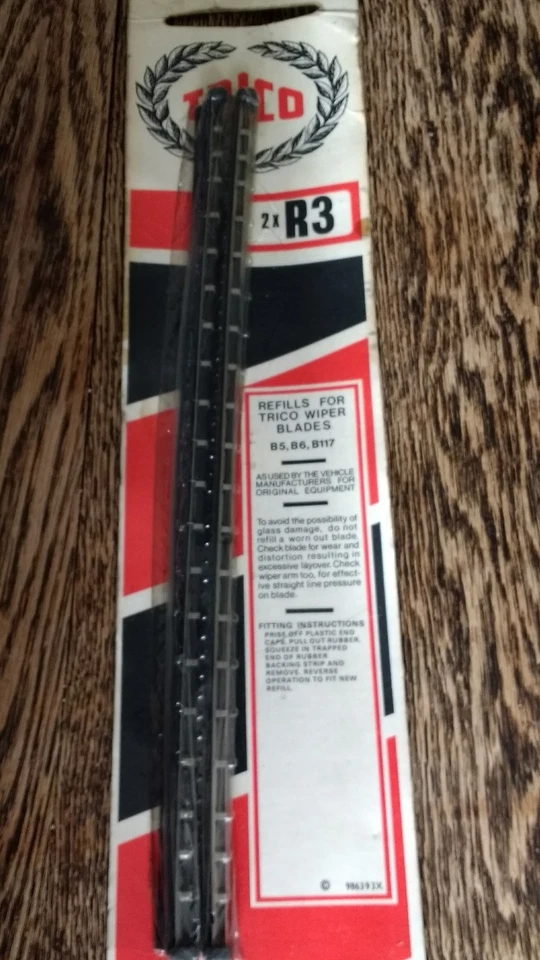 TRICO
2x R3
REFILLS FOR
TRICO WIPER
BLADES
B5, B6, B117
AS USED BY THE VEHICLE
MANUFACTURERS FOR
ORIGINAL EQUIPMENT
To avoid the possibility of
glass damage, do not
refill a worn out blade.
Check blade for wear and
distortion resulting in
excessive layover. Check
wiper arm too, for effect-
ive straight line pressure
on blade.
FITTING INSTRUCTIONS
PRISE OFF PLASTIC END
CAPS. PULL OUT RUBBER.
SQUEEZE IN TRAPPED
END OF RUBBER
BACKING STRIP AND
REMOVE. REVERSE
OPERATION TO FIT NEW
REFILL
© 986393X